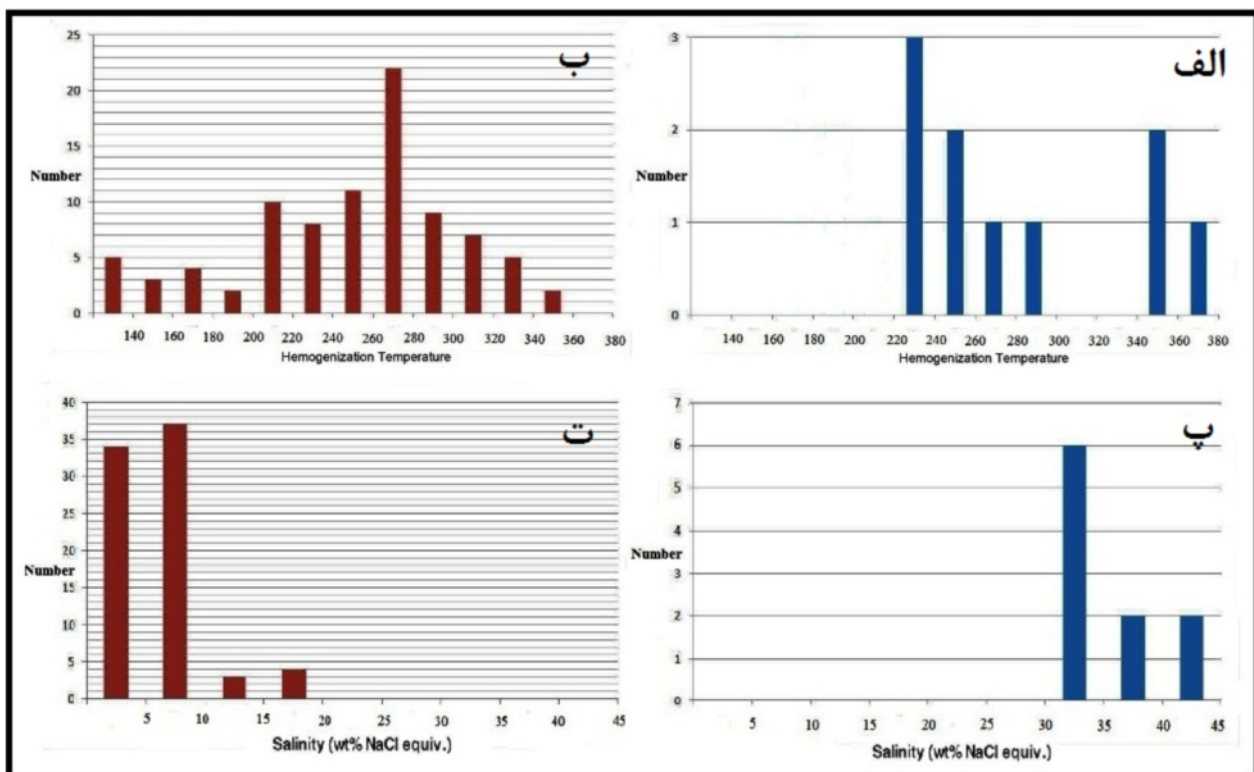 ب
25
20
15
Number
10
5
0
140 160 180 200 220 240 260 280 300 320 340 360 380
Hemogenization Temperature
الف
3
2
Number
1
0
140 160 180 200 220 240 260 280 300 320 340 360 380
Hemogenization Temperature
ت
40
35
30
25
20
Number
15
10
5
0
5 10 15 20 25 30 35 40 45
Salinity (wt% NaCl equiv.)
پ
7
6
5
4
Number
3
2
1
0
5 10 15 20 25 30 35 40 45
Salinity (wt% NaCl equiv.)